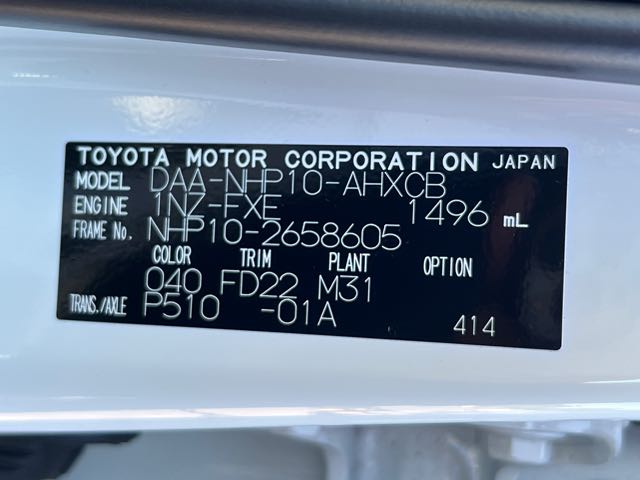 TOYOTA MOTOR CORPORATION JAPAN
MODEL DAA-NHP10-AHXCB
ENGINE 1NZ-FXE 1496 mL
FRAME No. NHP10-2658605
COLOR TRIM PLANT OPTION
040 FD22 M31
TRANS./AXLE P510 -01A 414